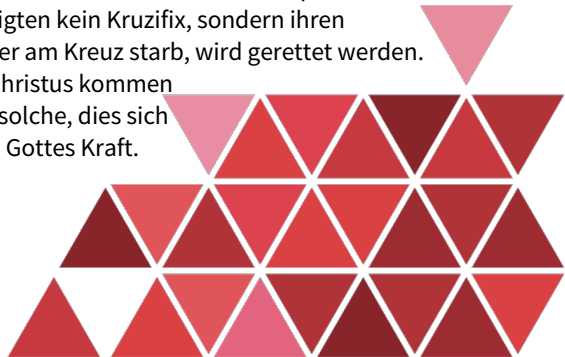 igten kein Kruzifix, sondern ihren
er am Kreuz starb, wird gerettet werden.
hristus kommen
solche, dies sich
Gottes Kraft.